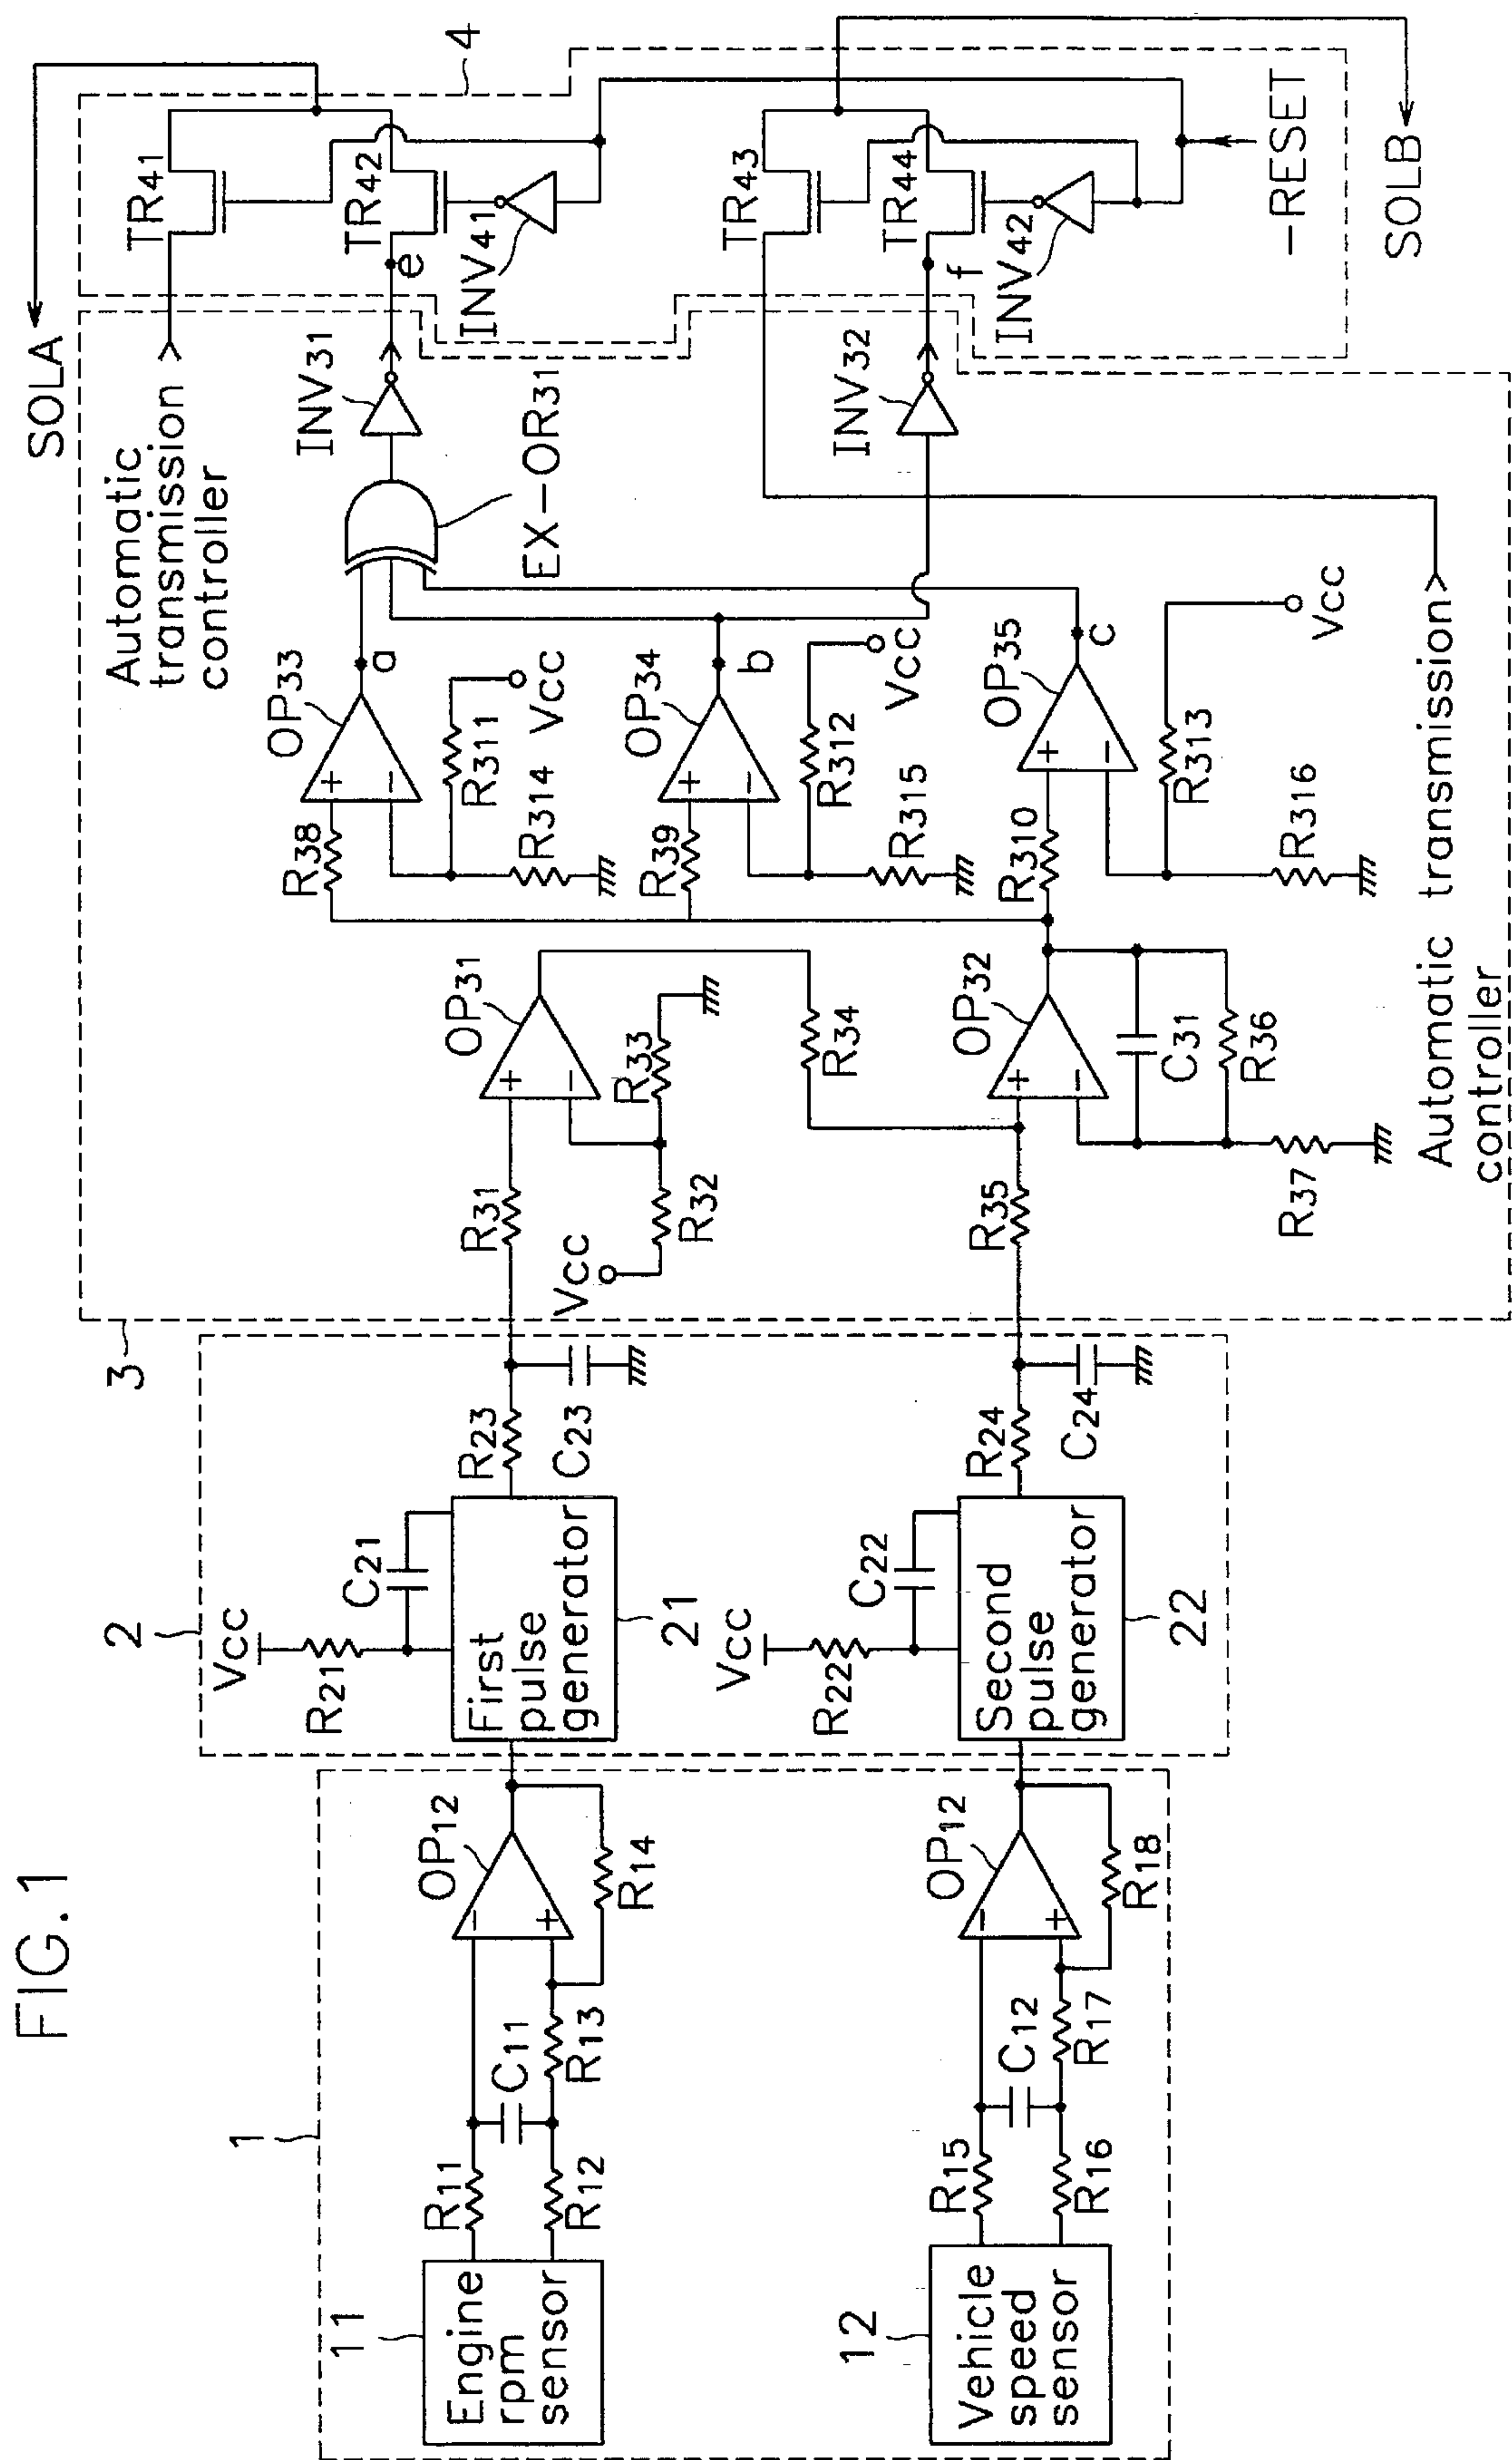 FIG.1
1
11
Engine
rpm
sensor
R11
R12
C11
R13
OP12
R14
12
Vehicle
speed
sensor
R15
R16
C12
R17
OP12
R18
2
Vcc
R21
C21
First
pulse
generator
21
R23
C23
Vcc
R22
C22
Second
pulse
generator
22
R24
C24
3
R31
Vcc
R32
R33
OP31
+
−
R34
R35
OP32
+
−
C31
R36
R37
R38
OP33
+
−
a
R311
Vcc
R314
R39
OP34
+
−
b
R312
Vcc
R315
R310
OP35
+
−
c
R313
Vcc
R316
EX-OR31
INV31
INV32
Automatic
transmission
controller
Automatic transmission
controller
4
SOLA
TR41
TR42
e
INV41
TR43
TR44
f
INV42
-RESET
SOLB